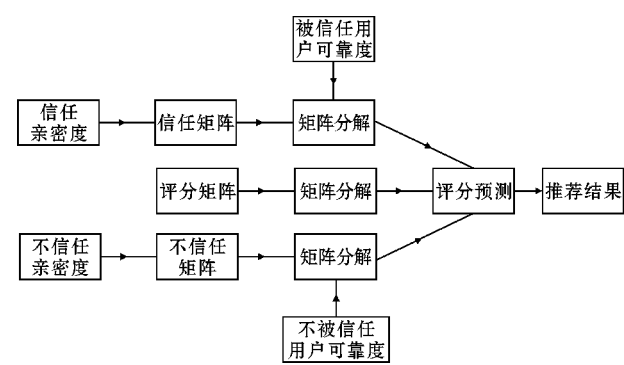 被信任用
户可靠度
信任
亲密度
信任矩阵
矩阵分解
评分矩阵
矩阵分解
评分预测
推荐结果
不信任
亲密度
不信任
矩阵
矩阵分解
不被信任
用户可靠度